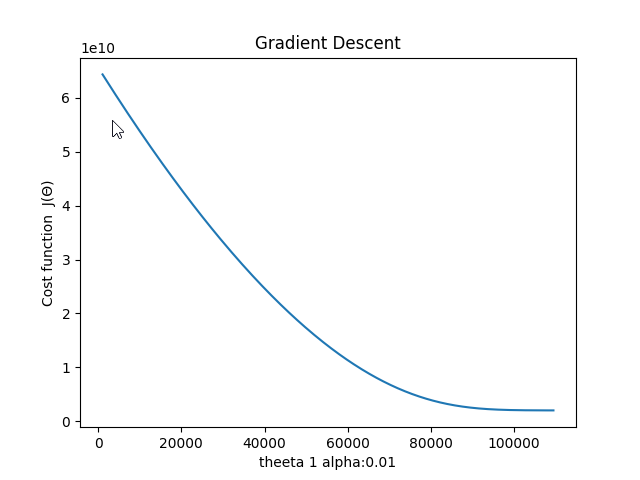 Gradient Descent
1e10
6
5
4
3
2
1
0
Cost function J(Θ)
0 20000 40000 60000 80000 100000
theeta 1 alpha:0.01